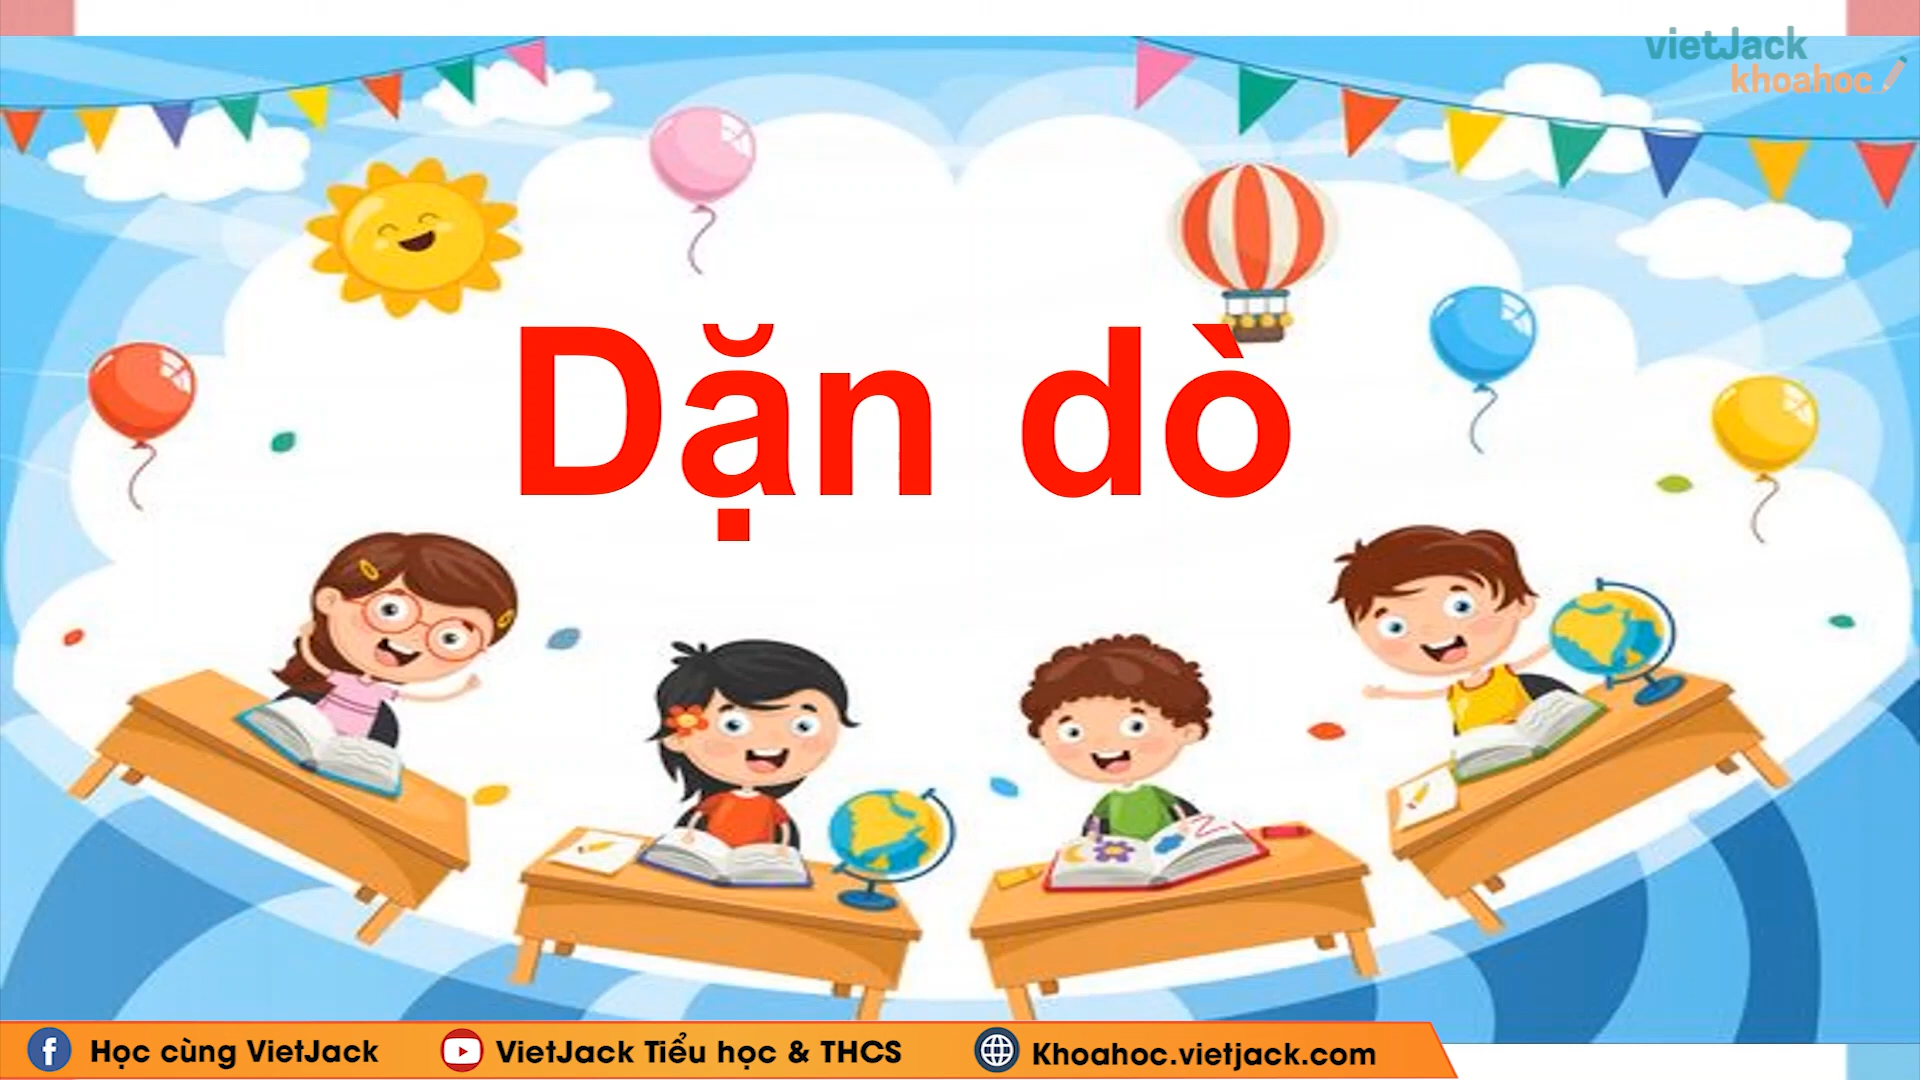 vietJack
khoahoc
Dặn dò
Học cùng VietJack
VietJack Tiểu học & THCS
Khoahoc.vietjack.com